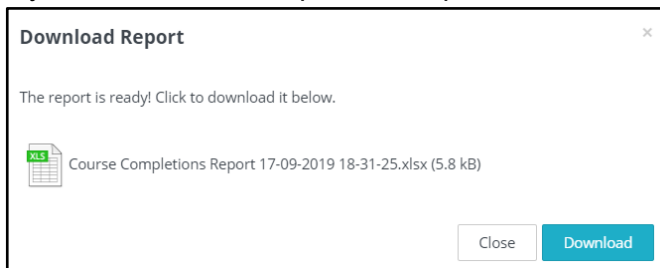 Download Report
×
The report is ready! Click to download it below.
XLS
Course Completions Report 17-09-2019 18-31-25.xlsx (5.8 kB)
Close
Download